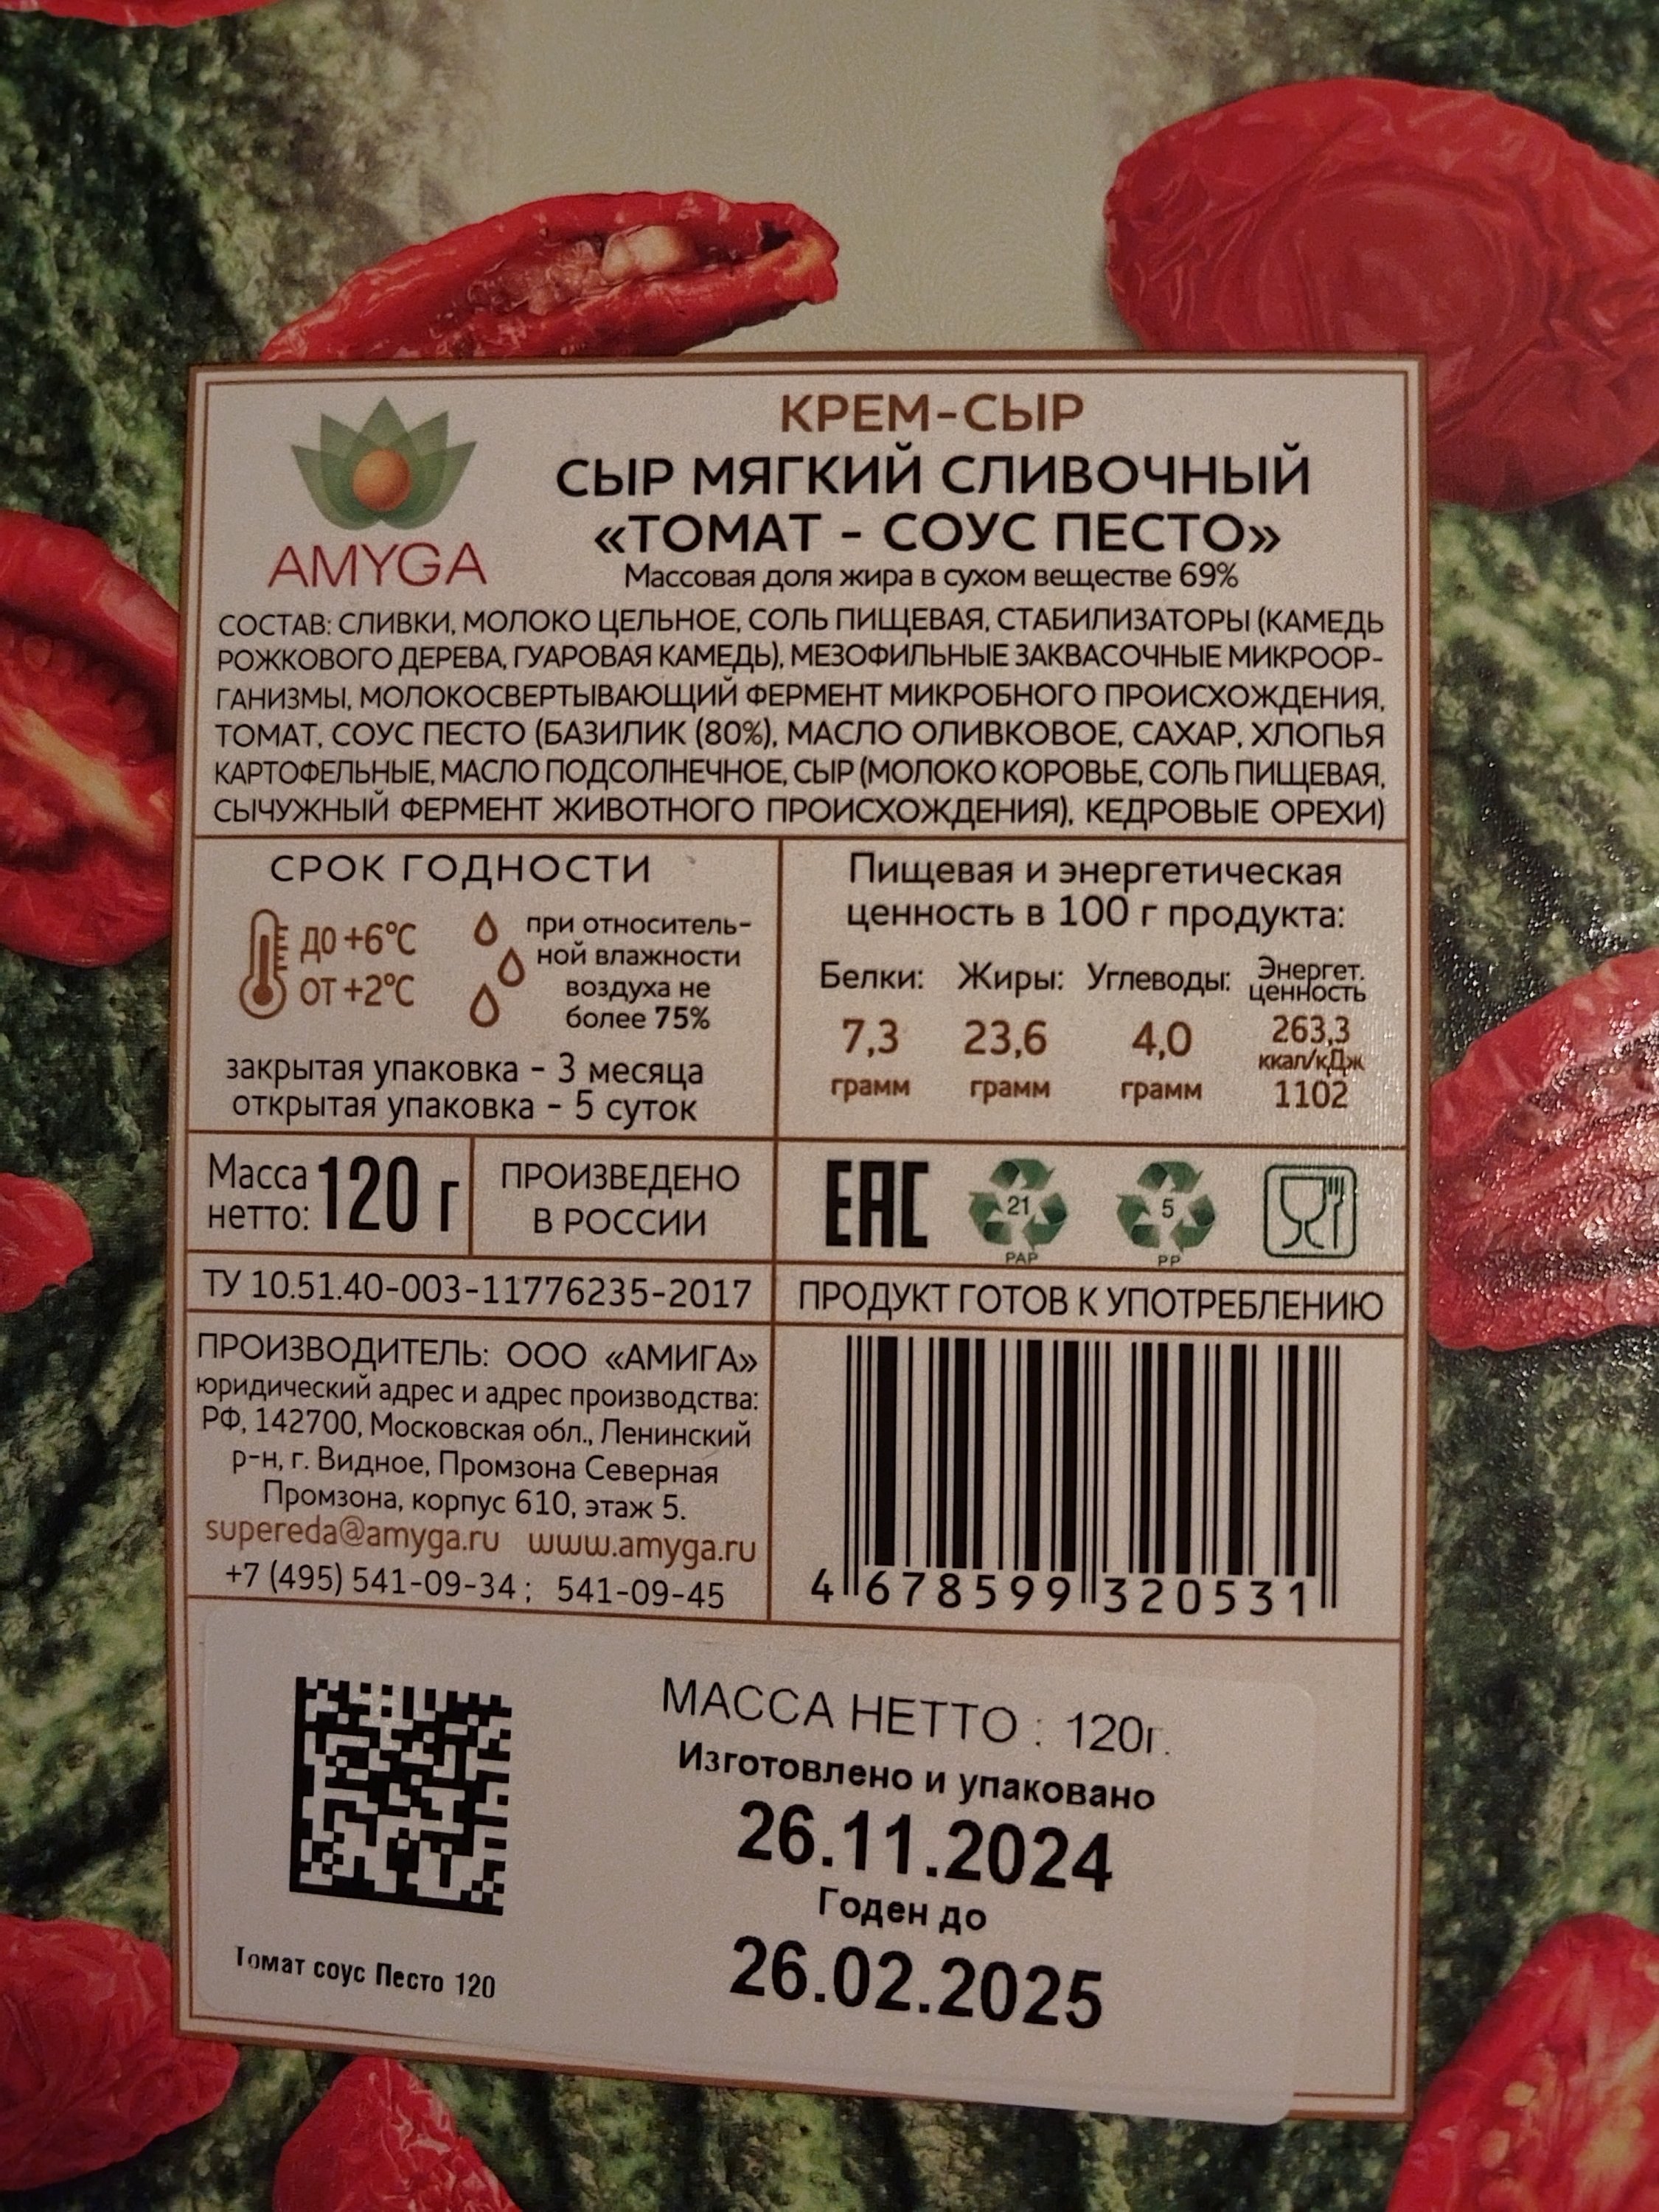 AMYGA
КРЕМ-СЫР
СЫР МЯГКИЙ СЛИВОЧНЫЙ
«ТОМАТ - СОУС ПЕСТО»
Массовая доля жира в сухом веществе 69%
СОСТАВ: СЛИВКИ, МОЛОКО ЦЕЛЬНОЕ, СОЛЬ ПИЩЕВАЯ, СТАБИЛИЗАТОРЫ (КАМЕДЬ
РОЖКОВОГО ДЕРЕВА, ГУАРОВАЯ КАМЕДЬ), МЕЗОФИЛЬНЫЕ ЗАКВАСОЧНЫЕ МИКРООР-
ГАНИЗМЫ, МОЛОКОСВЕРТЫВАЮЩИЙ ФЕРМЕНТ МИКРОБНОГО ПРОИСХОЖДЕНИЯ,
ТОМАТ, СОУС ПЕСТО (БАЗИЛИК (80%), МАСЛО ОЛИВКОВОЕ, САХАР, ХЛОПЬЯ
КАРТОФЕЛЬНЫЕ, МАСЛО ПОДСОЛНЕЧНОЕ, СЫР (МОЛОКО КОРОВЬЕ, СОЛЬ ПИЩЕВАЯ,
СЫЧУЖНЫЙ ФЕРМЕНТ ЖИВОТНОГО ПРОИСХОЖДЕНИЯ), КЕДРОВЫЕ ОРЕХИ)
СРОК ГОДНОСТИ
ДО +6°C
ОТ +2°C
при относитель-
ной влажности
воздуха не
более 75%
закрытая упаковка - 3 месяца
открытая упаковка - 5 суток
Пищевая и энергетическая
ценность в 100 г продукта:
Белки: Жиры: Углеводы: Энергет.
ценность
7,3 23,6 4,0 263,3
ккал/кДж
грамм грамм грамм 1102
Масса
нетто: 120 г
ПРОИЗВЕДЕНО
В РОССИИ
EAC 21 5
PAP PP
ТУ 10.51.40-003-11776235-2017
ПРОДУКТ ГОТОВ К УПОТРЕБЛЕНИЮ
ПРОИЗВОДИТЕЛЬ: ООО «АМИГА»
юридический адрес и адрес производства:
РФ, 142700, Московская обл., Ленинский
р-н, г. Видное, Промзона Северная
Промзона, корпус 610, этаж 5.
supereda@amyga.ru www.amyga.ru
+7 (495) 541-09-34; 541-09-45
4 678599 320531
МАССА НЕТТО : 120г.
Изготовлено и упаковано
26.11.2024
Годен до
26.02.2025
Томат соус Песто 120